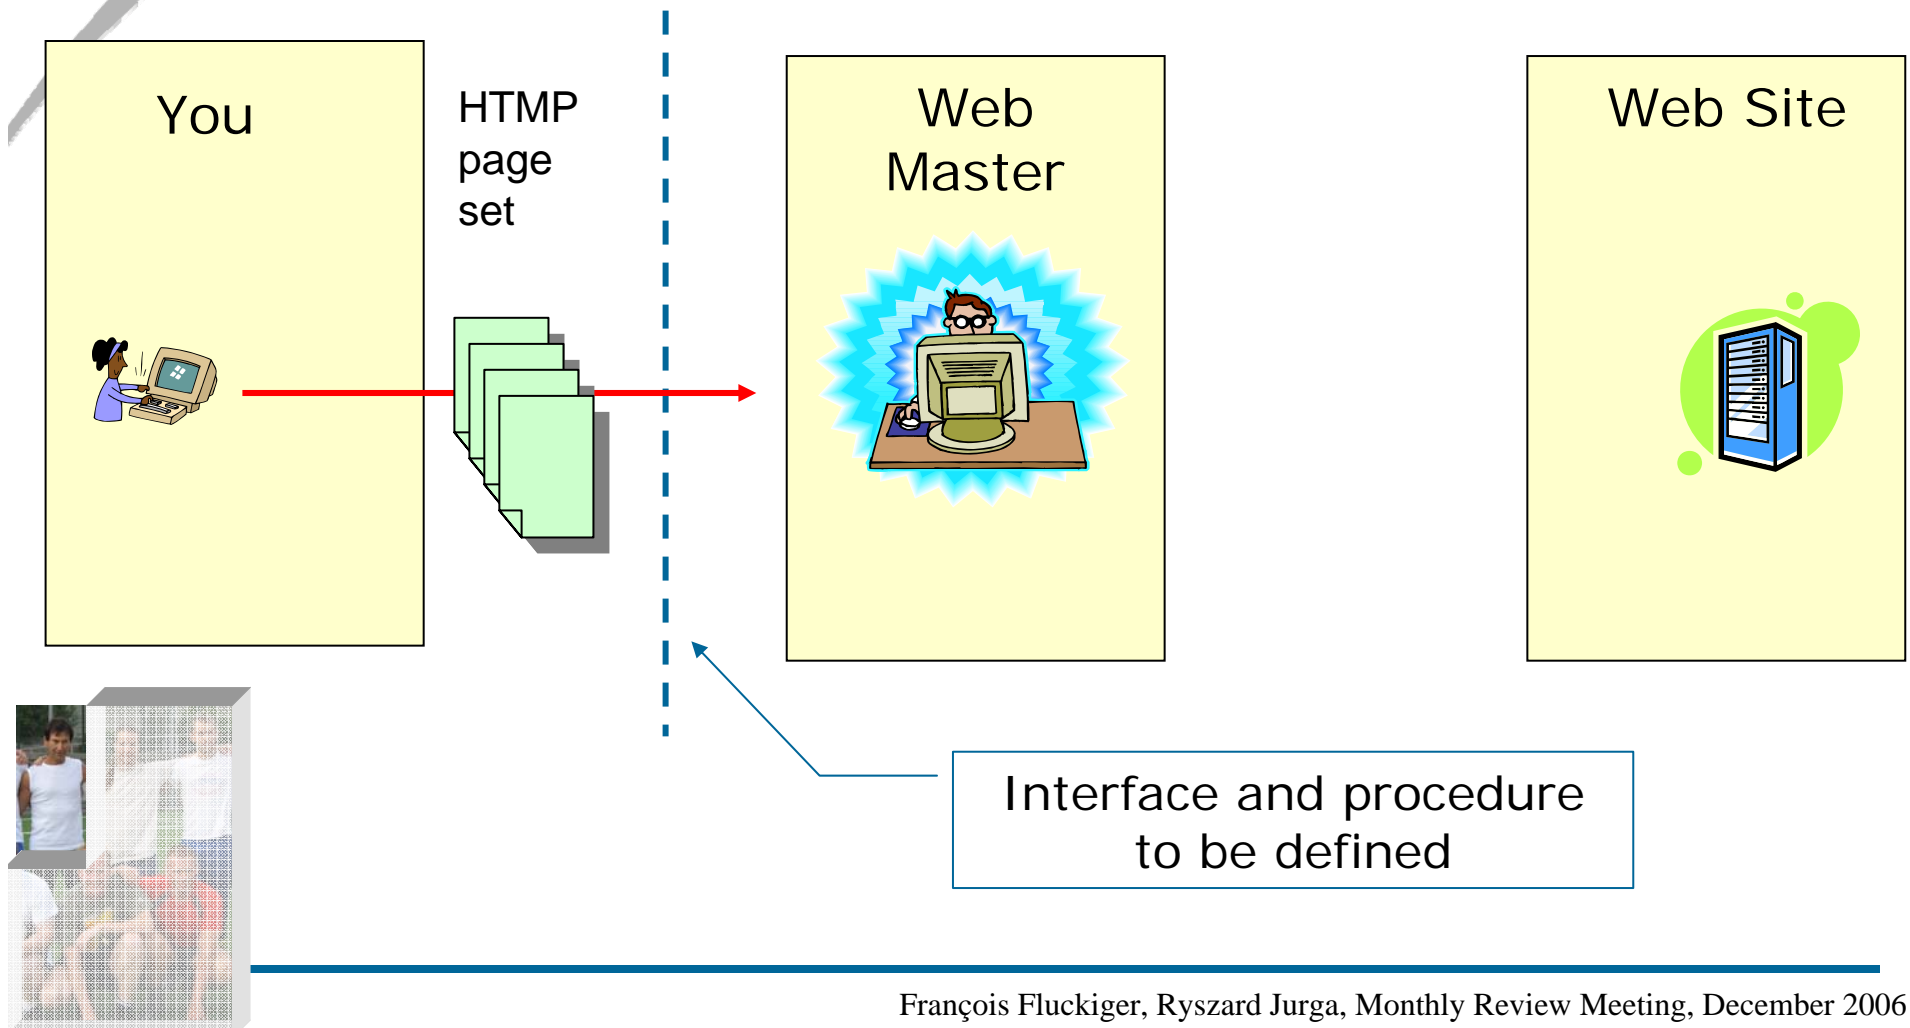 You
HTMP
page
set
Web
Master
Web Site
Interface and procedure
to be defined
François Fluckiger, Ryszard Jurga, Monthly Review Meeting, December 2006